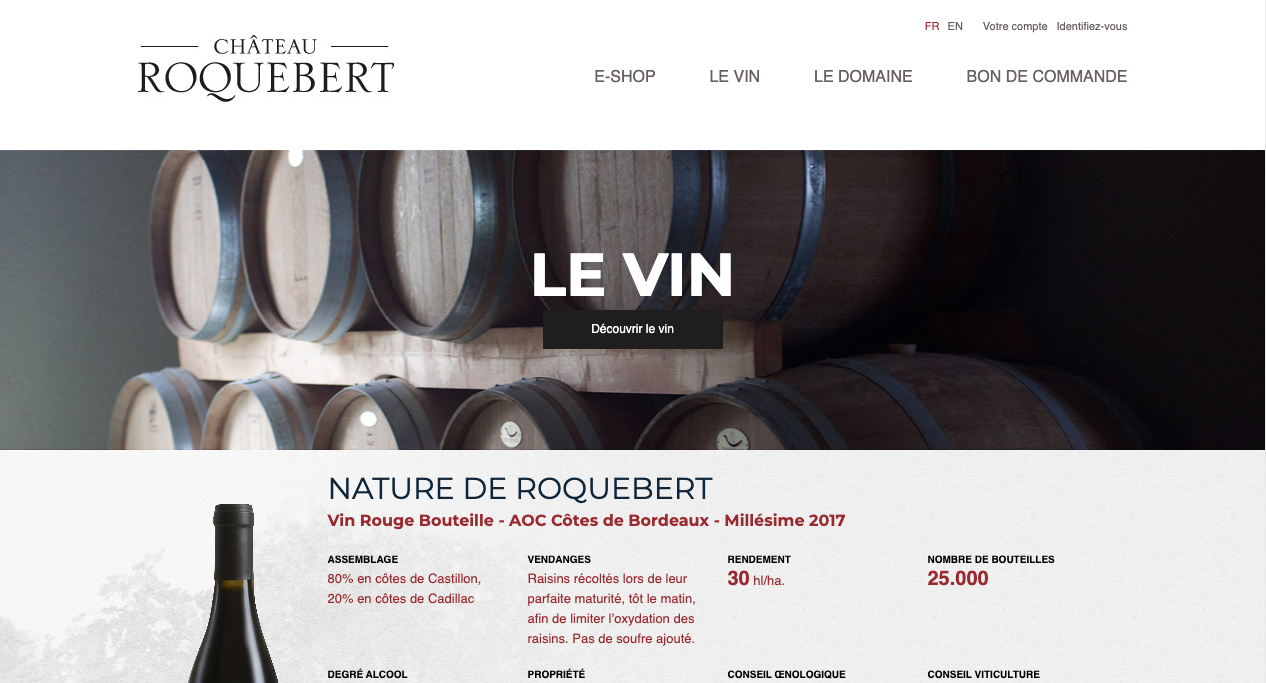 FR EN Votre compte Identifiez-vous
CHÂTEAU
ROQUEBERT
E-SHOP LE VIN LE DOMAINE BON DE COMMANDE
LE VIN
Découvrir le vin
NATURE DE ROQUEBERT
Vin Rouge Bouteille - AOC Côtes de Bordeaux - Millésime 2017
ASSEMBLAGE
80% en côtes de Castillon,
20% en côtes de Cadillac
VENDANGES
Raisins récoltés lors de leur
parfaite maturité, tôt le matin,
afin de limiter l'oxydation des
raisins. Pas de soufre ajouté.
RENDEMENT
30 hl/ha.
NOMBRE DE BOUTEILLES
25.000
DEGRÉ ALCOOL
PROPRIÉTÉ
CONSEIL ŒNOLOGIQUE
CONSEIL VITICULTURE